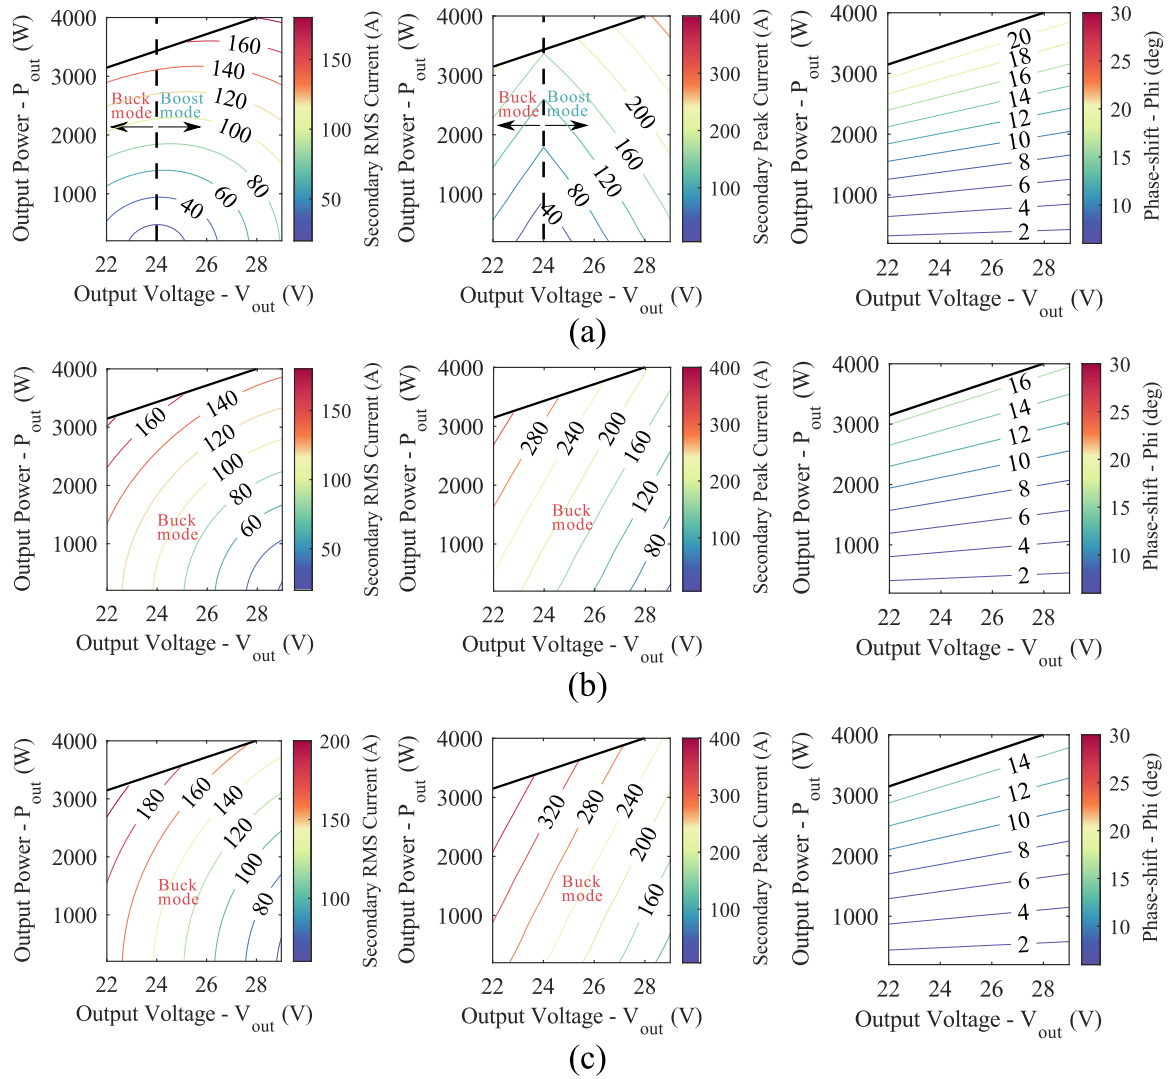 4000
3000
2000
1000
22 24 26 28
Output Power - P_out (W)
Output Voltage - V_out (V)
160
140
120
100
80
60
40
Buck mode
Boost mode
150
100
50
Secondary RMS Current (A)
4000
3000
2000
1000
22 24 26 28
Output Power - P_out (W)
Output Voltage - V_out (V)
200
160
120
80
40
Buck mode
Boost mode
400
300
200
100
Secondary Peak Current (A)
4000
3000
2000
1000
22 24 26 28
Output Power - P_out (W)
Output Voltage - V_out (V)
20
18
16
14
12
10
8
6
4
2
30
25
20
15
10
Phase-shift - Phi (deg)
(a)
4000
3000
2000
1000
22 24 26 28
Output Power - P_out (W)
Output Voltage - V_out (V)
160
140
120
100
80
60
Buck
mode
150
100
50
Secondary RMS Current (A)
4000
3000
2000
1000
22 24 26 28
Output Power - P_out (W)
Output Voltage - V_out (V)
280
240
200
160
120
80
Buck
mode
400
300
200
100
Secondary Peak Current (A)
4000
3000
2000
1000
22 24 26 28
Output Power - P_out (W)
Output Voltage - V_out (V)
16
14
12
10
8
6
4
2
30
25
20
15
10
Phase-shift - Phi (deg)
(b)
4000
3000
2000
1000
22 24 26 28
Output Power - P_out (W)
Output Voltage - V_out (V)
180
160
140
120
100
80
Buck
mode
200
150
100
Secondary RMS Current (A)
4000
3000
2000
1000
22 24 26 28
Output Power - P_out (W)
Output Voltage - V_out (V)
320
280
240
200
160
Buck
mode
400
300
200
100
Secondary Peak Current (A)
4000
3000
2000
1000
22 24 26 28
Output Power - P_out (W)
Output Voltage - V_out (V)
14
12
10
8
6
4
2
30
25
20
15
10
Phase-shift - Phi (deg)
(c)